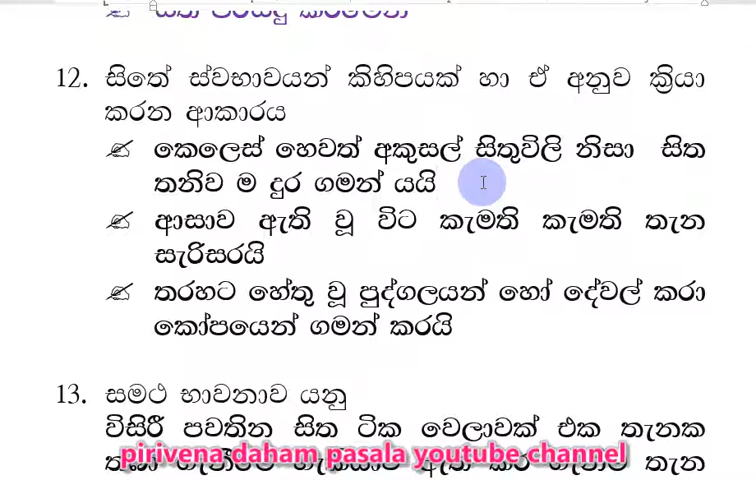 සිත පිරිසිදු කිරීමෙන්
12. සිතේ ස්වභාවයන් කිහිපයක් හා ඒ අනුව ක්‍රියා
කරන ආකාරය
කෙලෙස් හෙවත් අකුසල් සිතුවිලි නිසා සිත
තනිව ම දුර ගමන් යයි
ආසාව ඇති වූ විට කැමති කැමති තැන
සැරිසරයි
තරහට හේතු වූ පුද්ගලයන් හෝ දේවල් කරා
කෝපයෙන් ගමන් කරයි
13. සමථ භාවනාව යනු
විසිරී පවතින සිත ටික වෙලාවක් එක තැනක
pirivena daham pasala youtube channel
තැන